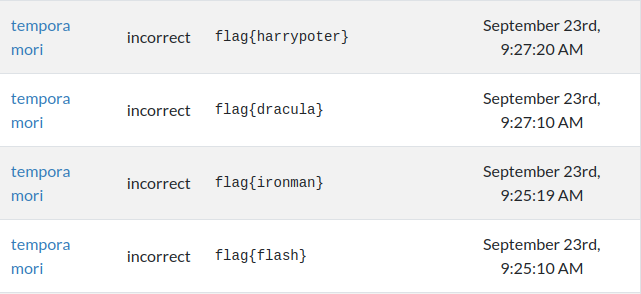 tempora
mori
incorrect
flag{harrypoter}
September 23rd,
9:27:20 AM
tempora
mori
incorrect
flag{dracula}
September 23rd,
9:27:10 AM
tempora
mori
incorrect
flag{ironman}
September 23rd,
9:25:19 AM
tempora
mori
incorrect
flag{flash}
September 23rd,
9:25:10 AM